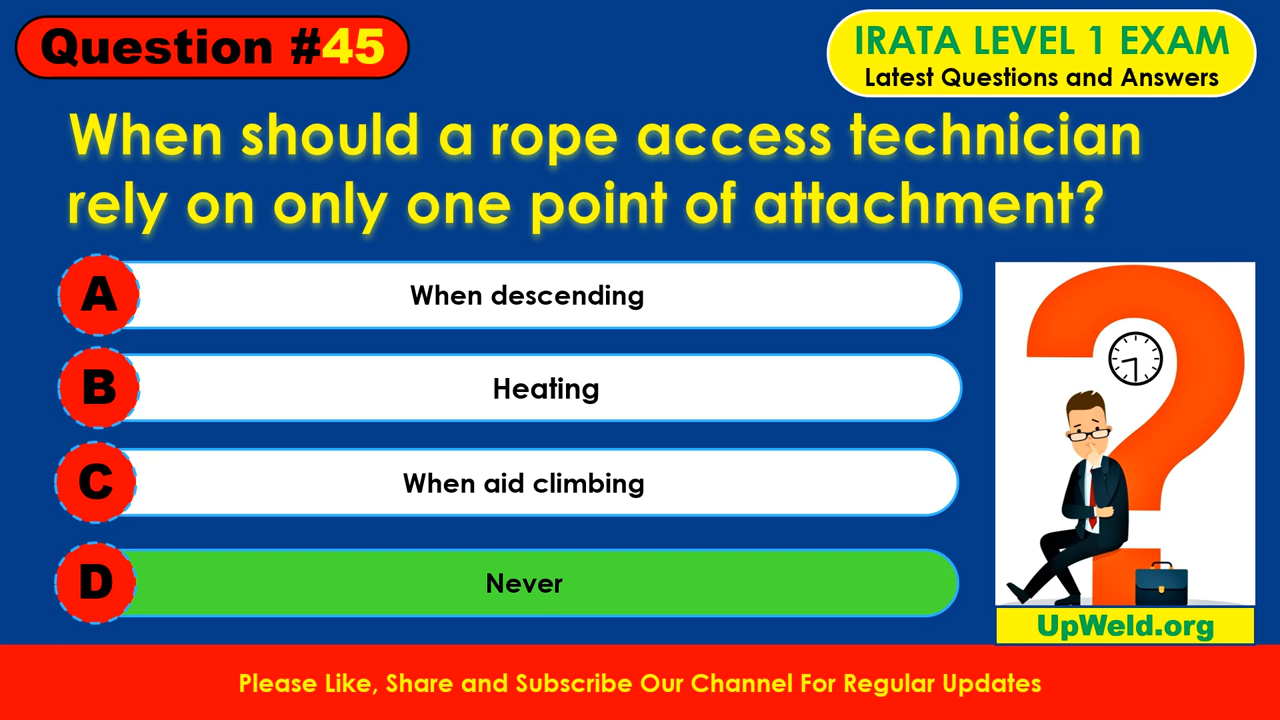 Question #45
IRATA LEVEL 1 EXAM
Latest Questions and Answers
When should a rope access technician
rely on only one point of attachment?
A When descending
B Heating
C When aid climbing
D Never
UpWeld.org
Please Like, Share and Subscribe Our Channel For Regular Updates